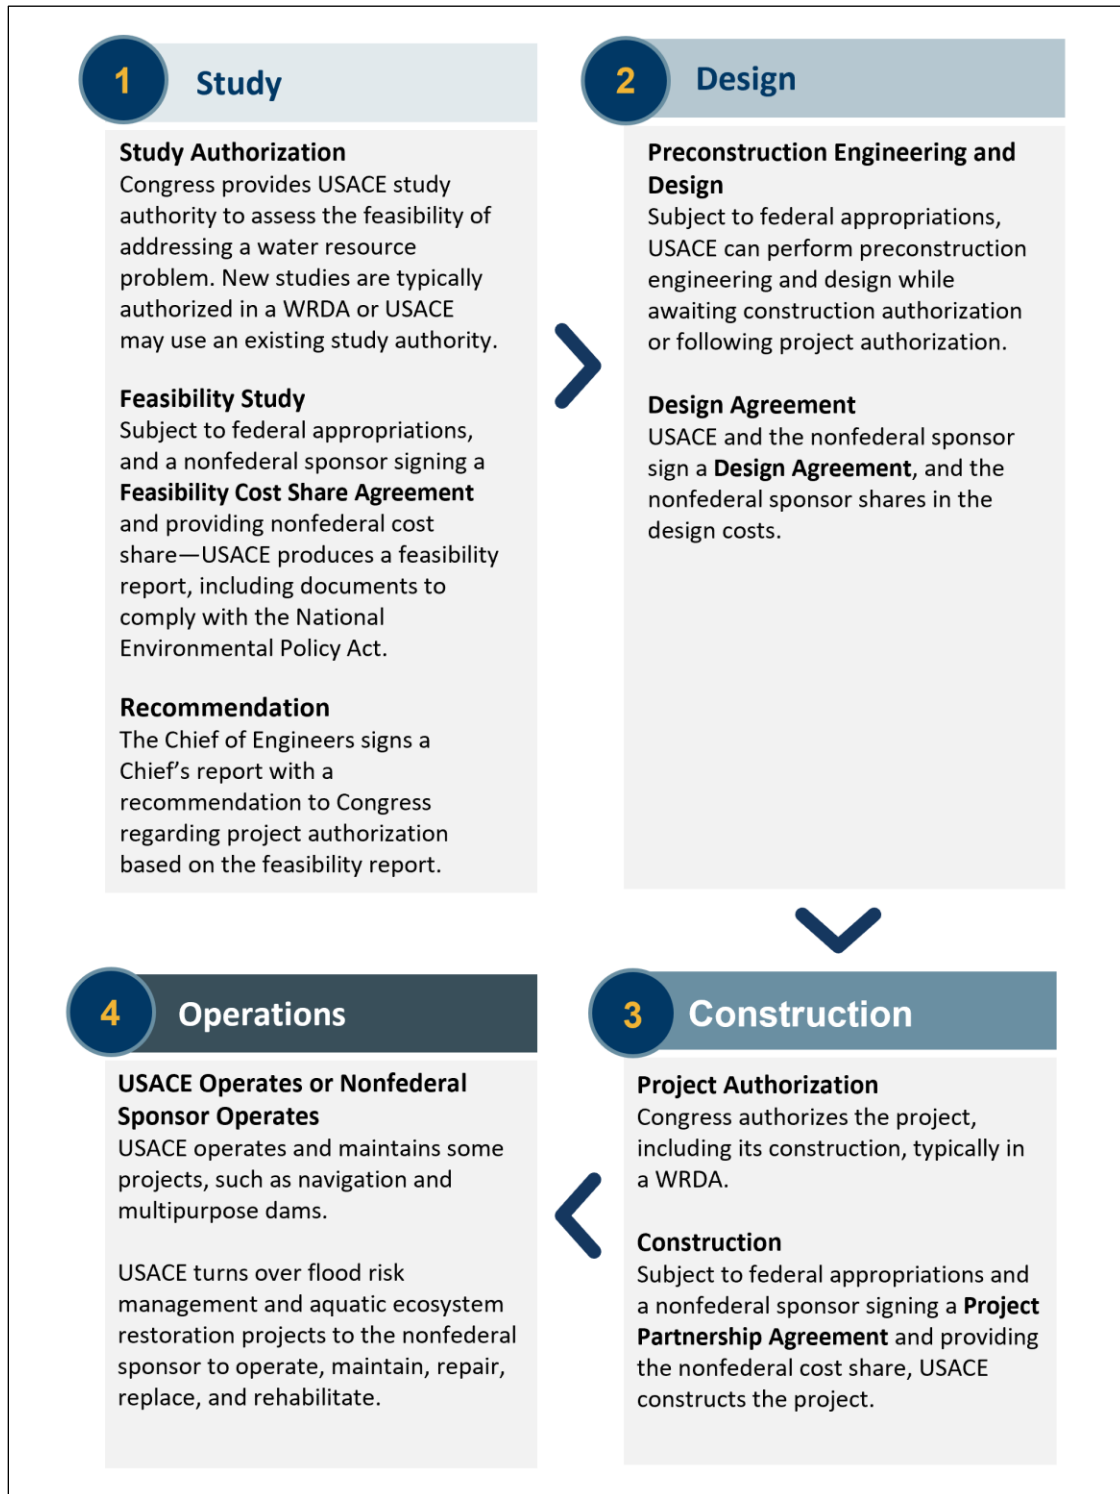 1
Study
Study Authorization
Congress provides USACE study
authority to assess the feasibility of
addressing a water resource
problem. New studies are typically
authorized in a WRDA or USACE
may use an existing study authority.
Feasibility Study
Subject to federal appropriations,
and a nonfederal sponsor signing a
Feasibility Cost Share Agreement
and providing nonfederal cost
share—USACE produces a feasibility
report, including documents to
comply with the National
Environmental Policy Act.
Recommendation
The Chief of Engineers signs a
Chief’s report with a
recommendation to Congress
regarding project authorization
based on the feasibility report.
2
Design
Preconstruction Engineering and
Design
Subject to federal appropriations,
USACE can perform preconstruction
engineering and design while
awaiting construction authorization
or following project authorization.
Design Agreement
USACE and the nonfederal sponsor
sign a Design Agreement, and the
nonfederal sponsor shares in the
design costs.
3
Construction
Project Authorization
Congress authorizes the project,
including its construction, typically in
a WRDA.
Construction
Subject to federal appropriations and
a nonfederal sponsor signing a Project
Partnership Agreement and providing
the nonfederal cost share, USACE
constructs the project.
4
Operations
USACE Operates or Nonfederal
Sponsor Operates
USACE operates and maintains some
projects, such as navigation and
multipurpose dams.
USACE turns over flood risk
management and aquatic ecosystem
restoration projects to the nonfederal
sponsor to operate, maintain, repair,
replace, and rehabilitate.